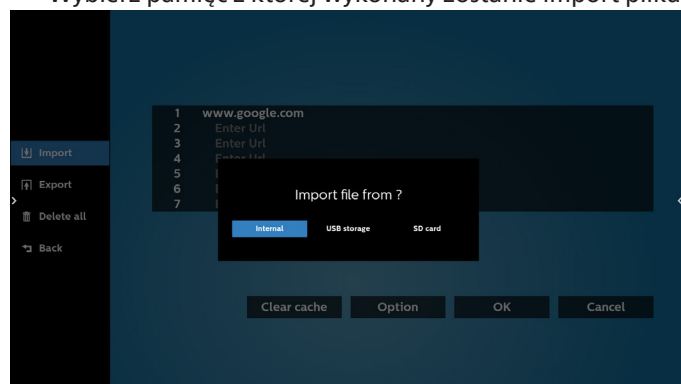 Wybierz pamięć z której wykonany zostanie import pliku
1 www.google.com
2 Enter Url
3 Enter Url
4 Enter Url
5
6
7
Import
Export
Delete all
Back
Import file from ?
Internal USB storage SD card
Clear cache Option OK Cancel